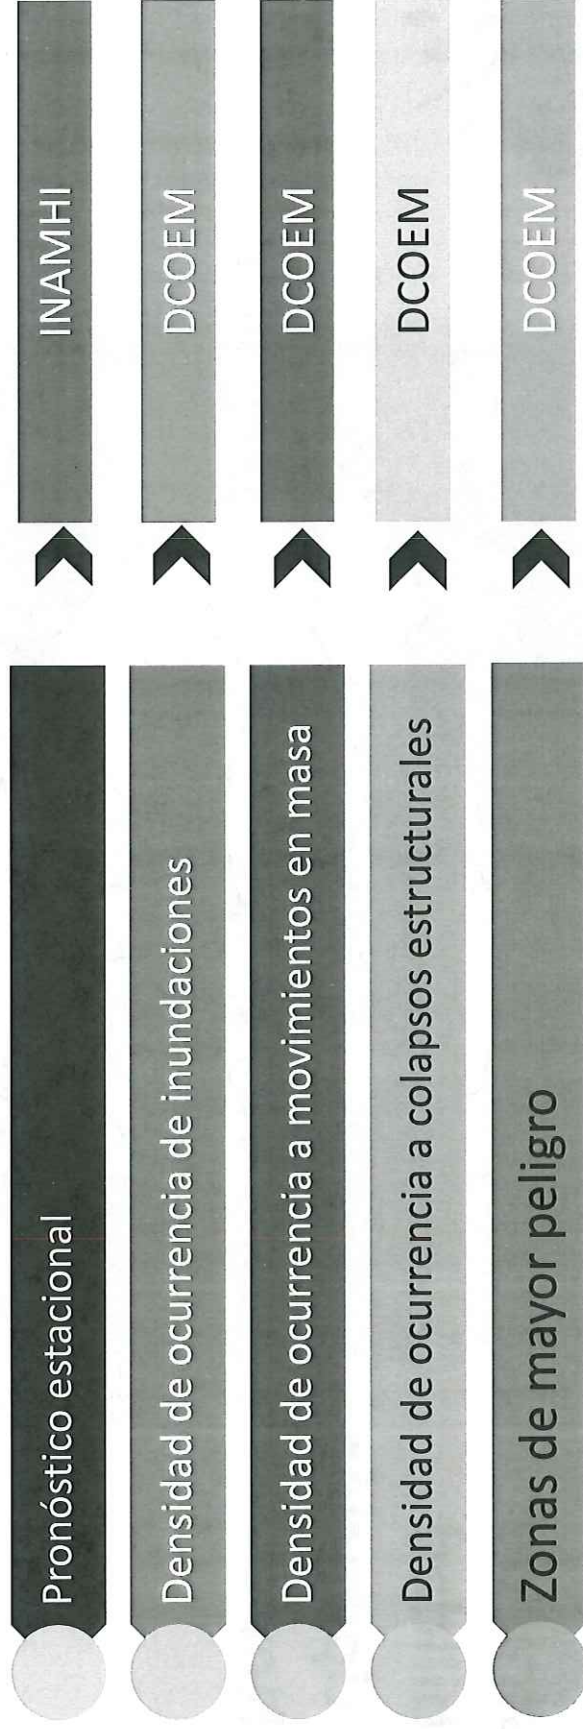 Pronóstico estacional
INAMHI
Densidad de ocurrencia de inundaciones
DCOEM
Densidad de ocurrencia a movimientos en masa
DCOEM
Densidad de ocurrencia a colapsos estructurales
DCOEM
Zonas de mayor peligro
DCOEM